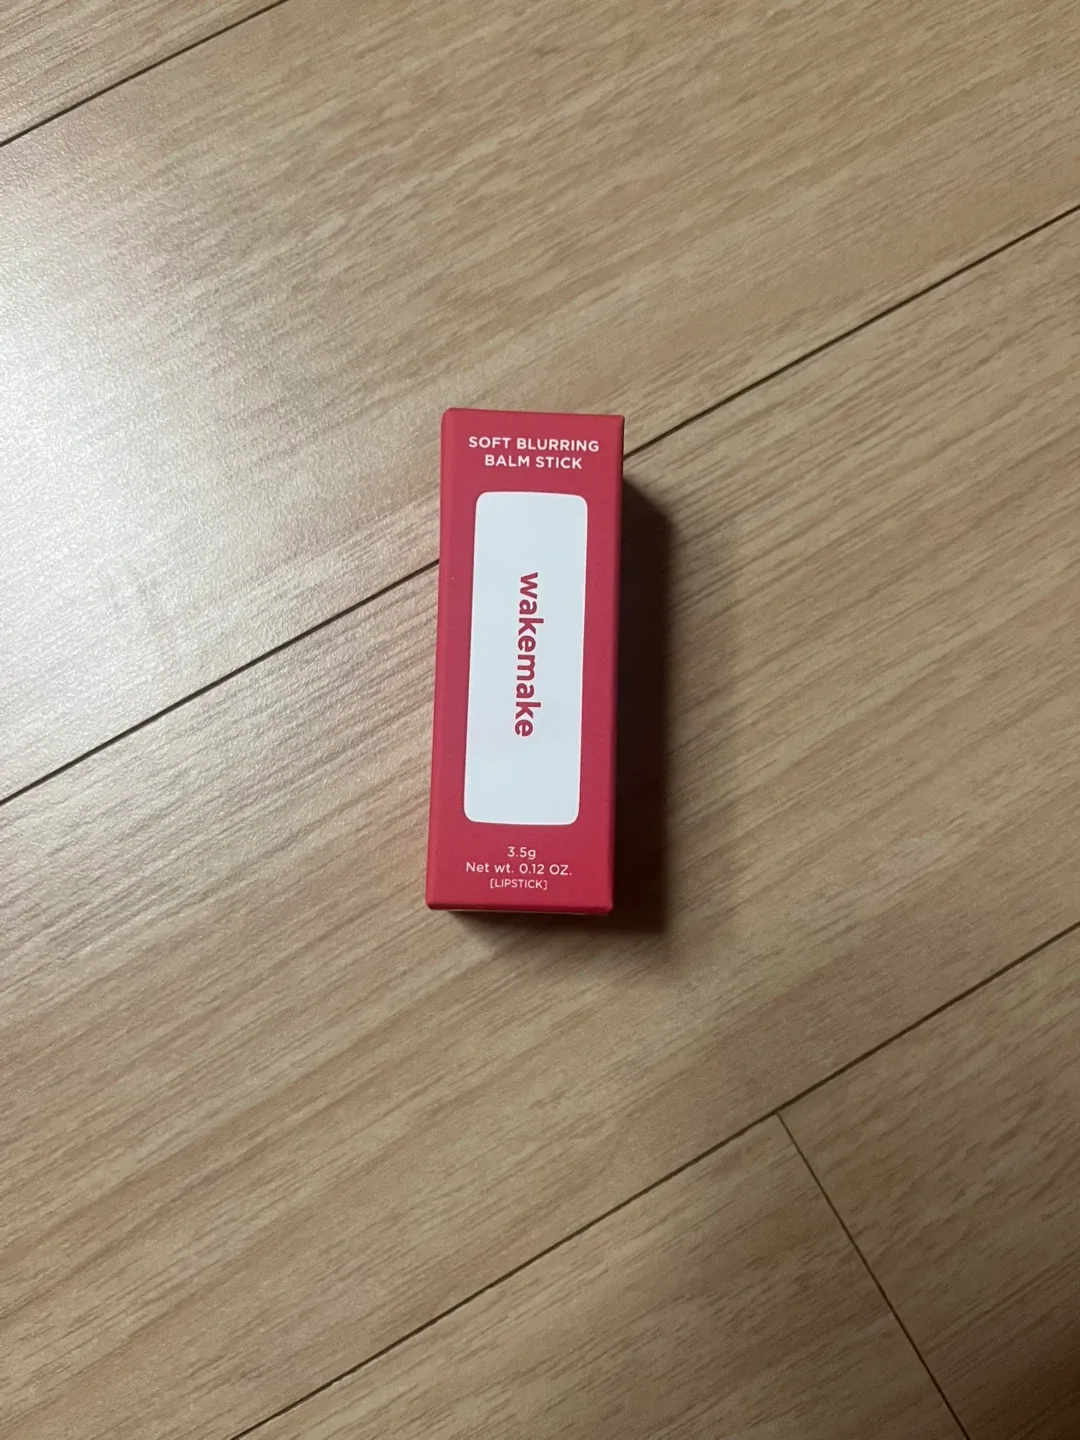 SOFT BLURRING
BALM STICK
wakemake
3.5g
Net wt. 0.12 OZ.
[LIPSTICK]